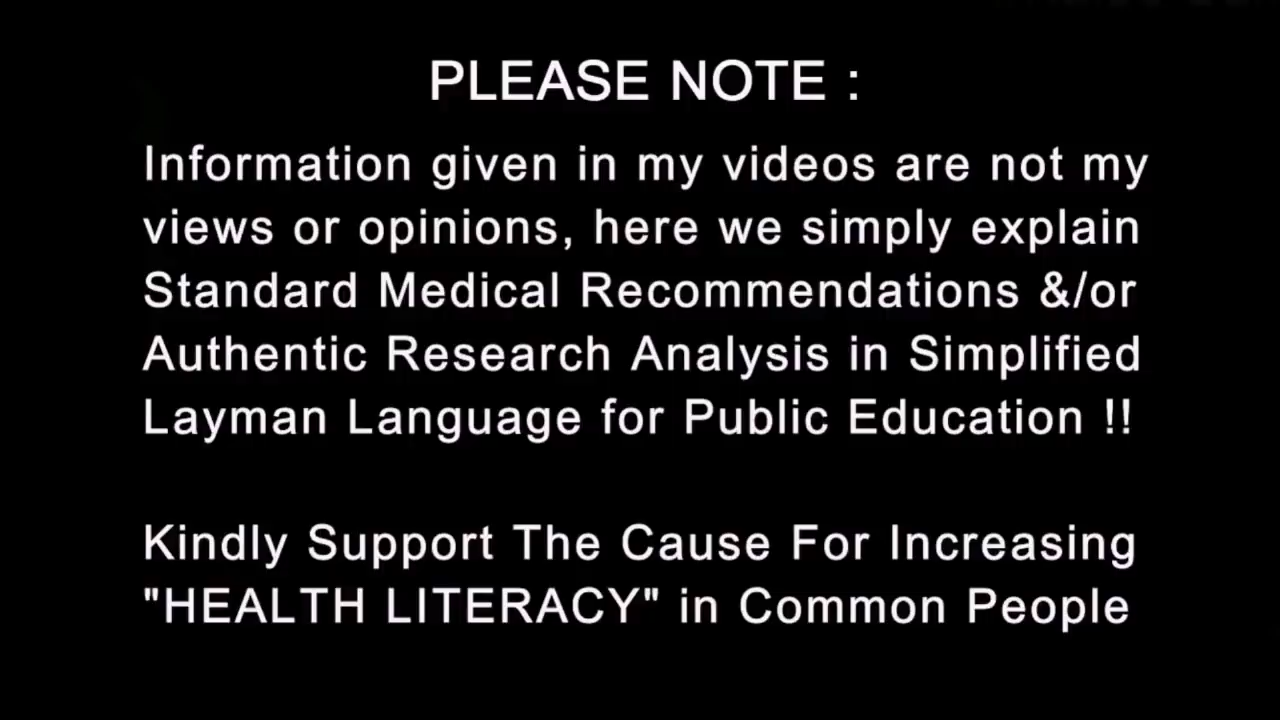 PLEASE NOTE :
Information given in my videos are not my
views or opinions, here we simply explain
Standard Medical Recommendations &/or
Authentic Research Analysis in Simplified
Layman Language for Public Education !!
Kindly Support The Cause For Increasing
"HEALTH LITERACY" in Common People